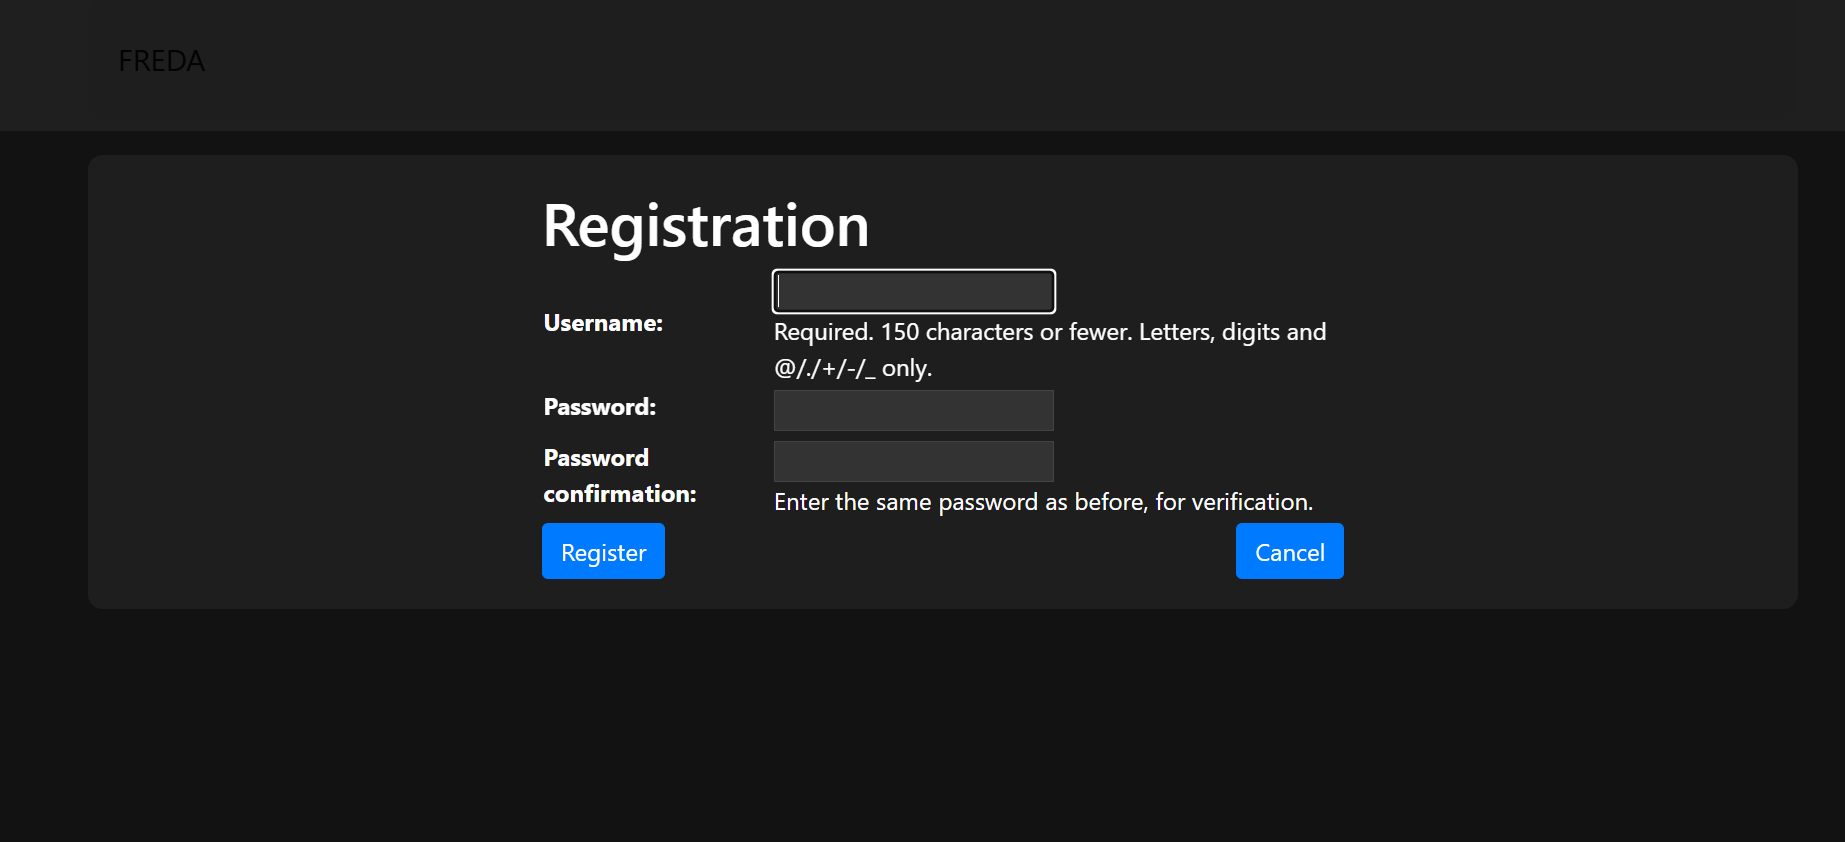 FREDA
Registration
Username:
Required. 150 characters or fewer. Letters, digits and
@/./+/-/_ only.
Password:
Password
confirmation:
Enter the same password as before, for verification.
Register
Cancel